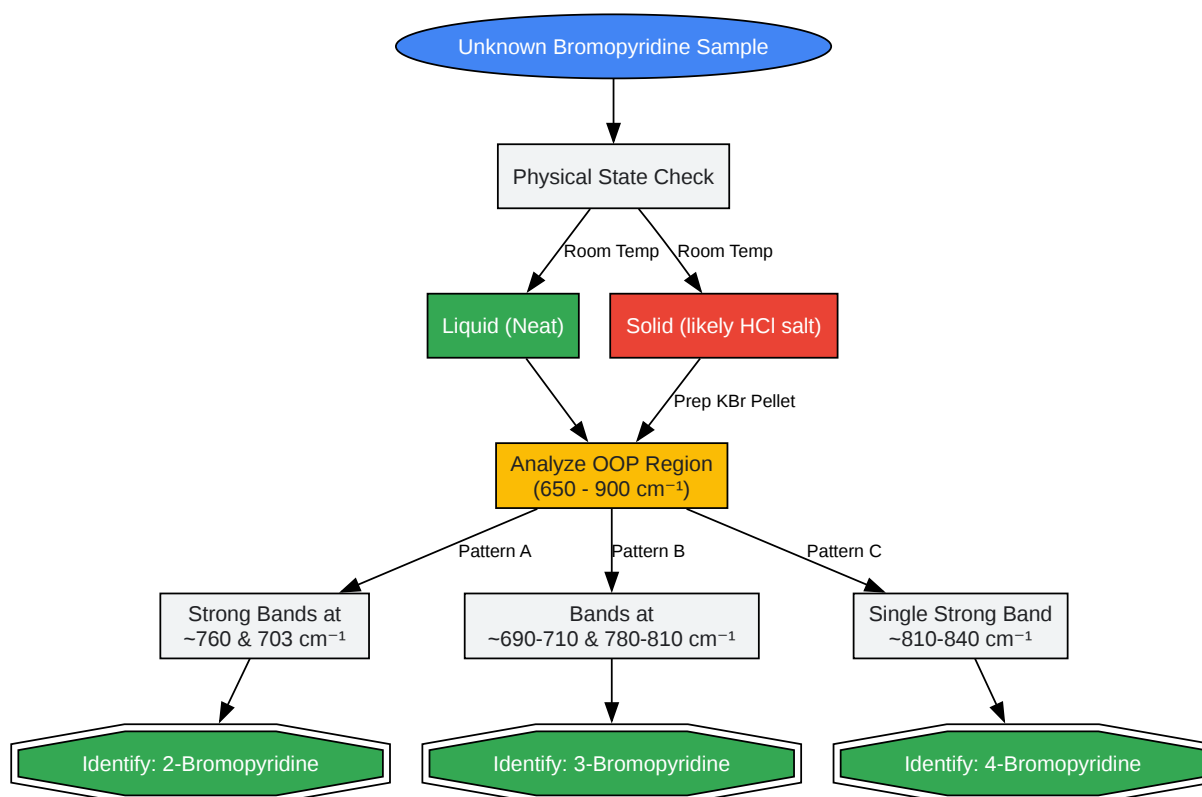 Unknown Bromopyridine Sample
Physical State Check
Room Temp
Room Temp
Liquid (Neat)
Solid (likely HCl salt)
Prep KBr Pellet
Analyze OOP Region
(650 - 900 cm⁻¹)
Pattern A
Pattern B
Pattern C
Strong Bands at
~760 & 703 cm⁻¹
Bands at
~690-710 & 780-810 cm⁻¹
Single Strong Band
~810-840 cm⁻¹
Identify: 2-Bromopyridine
Identify: 3-Bromopyridine
Identify: 4-Bromopyridine